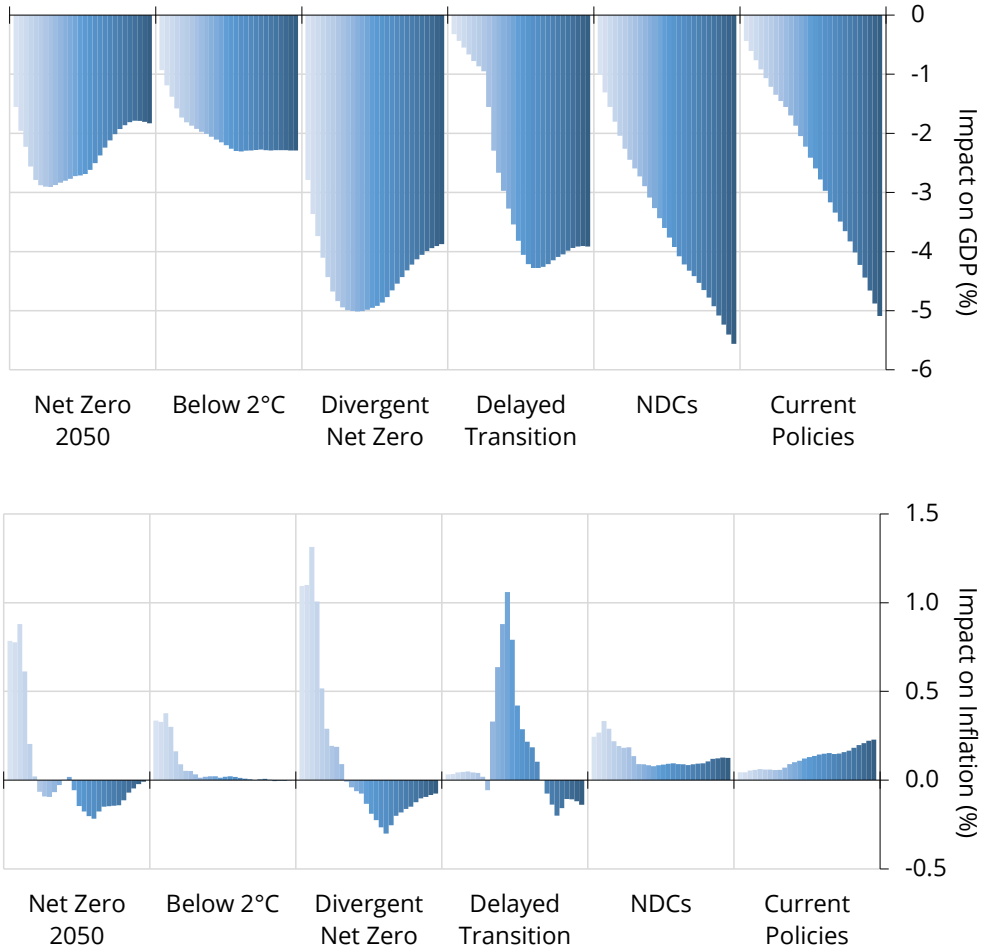 0
-1
-2
-3
-4
-5
-6
Impact on GDP (%)
Net Zero
2050
Below 2°C
Divergent
Net Zero
Delayed
Transition
NDCs
Current
Policies
1.5
1.0
0.5
0.0
-0.5
Impact on Inflation (%)
Net Zero
2050
Below 2°C
Divergent
Net Zero
Delayed
Transition
NDCs
Current
Policies